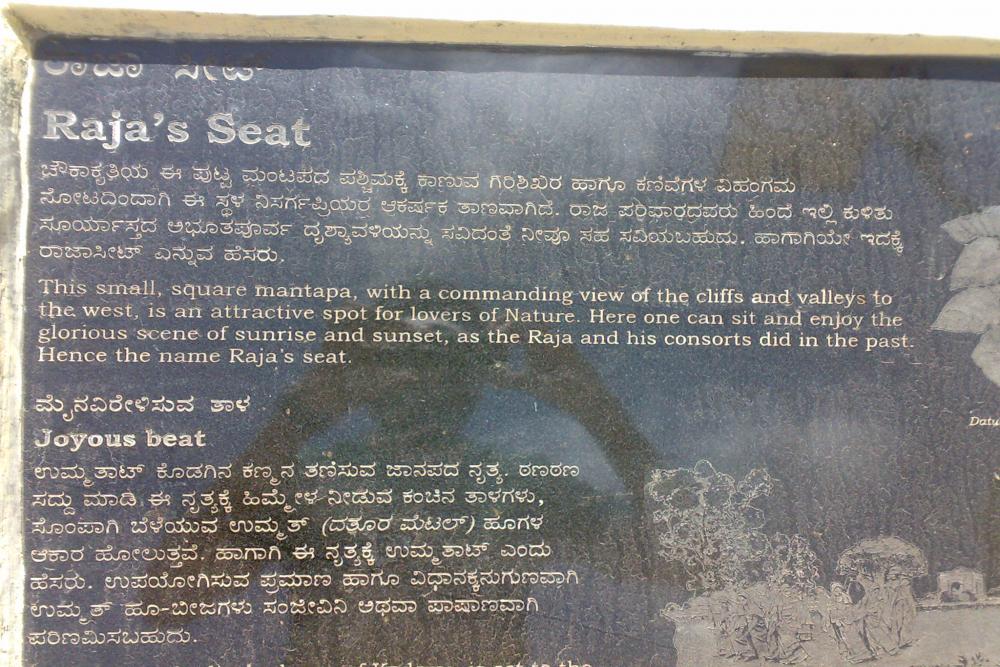 ರಾಜಾ ಸೀಟ್
Raja's Seat
ಚೌಕಾಕೃತಿಯ ಈ ಪುಟ್ಟ ಮಂಟಪದ ಪಶ್ಚಿಮಕ್ಕೆ ಕಾಣುವ ಗಿರಿಶಿಖರ ಹಾಗೂ ಕಣಿವೆಗಳ ವಿಹಂಗಮ
ನೋಟದಿಂದಾಗಿ ಈ ಸ್ಥಳ ನಿಸರ್ಗಪ್ರಿಯರ ಆಕರ್ಷಕ ತಾಣವಾಗಿದೆ. ರಾಜ ಪರಿವಾರದವರು ಹಿಂದೆ ಇಲ್ಲಿ ಕುಳಿತು
ಸೂರ್ಯಾಸ್ತದ ಅಭೂತಪೂರ್ವ ದೃಶ್ಯಾವಳಿಯನ್ನು ಸವಿದಂತೆ ನೀವೂ ಸಹ ಸವಿಯಬಹುದು. ಹಾಗಾಗಿಯೇ ಇದಕ್ಕೆ
ರಾಜಾಸೀಟ್ ಎನ್ನುವ ಹೆಸರು.
This small, square mantapa, with a commanding view of the cliffs and valleys to
the west, is an attractive spot for lovers of Nature. Here one can sit and enjoy the
glorious scene of sunrise and sunset, as the Raja and his consorts did in the past.
Hence the name Raja's seat.
ಮೈನವಿರೇಳಿಸುವ ತಾಳ
Joyous beat
ಉಮ್ಮತಾಟ್ ಕೊಡಗಿನ ಕಣ್ಮನ ತಣಿಸುವ ಜಾನಪದ ನೃತ್ಯ. ಠಣಠಣ
ಸದ್ದು ಮಾಡಿ ಈ ನೃತ್ಯಕ್ಕೆ ಹಿಮ್ಮೇಳ ನೀಡುವ ಕಂಚಿನ ತಾಳಗಳು,
ಸೊಂಪಾಗಿ ಬೆಳೆಯುವ ಉಮ್ಮತ್ (ದತೂರ ಮೆಟಲ್) ಹೂಗಳ
ಆಕಾರ ಹೋಲುತ್ತವೆ. ಹಾಗಾಗಿ ಈ ನೃತ್ಯಕ್ಕೆ ಉಮ್ಮತಾಟ್ ಎಂದು
ಹೆಸರು. ಉಪಯೋಗಿಸುವ ಪ್ರಮಾಣ ಹಾಗೂ ವಿಧಾನಕ್ಕನುಗುಣವಾಗಿ
ಉಮ್ಮತ್ ಹೂ-ಬೀಜಗಳು ಸಂಜೀವಿನಿ ಅಥವಾ ಪಾಷಾಣವಾಗಿ
ಪರಿಣಮಿಸಬಹುದು.
Datu